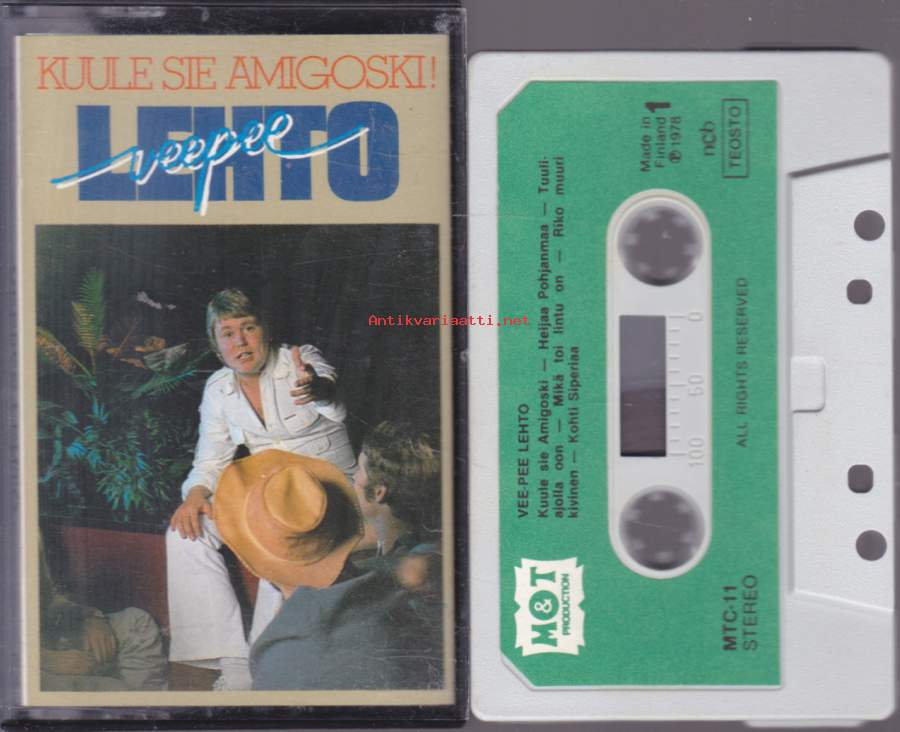 KUULE SIE AMIGOSKI!
LEHTO
veepee
Antikvariaatti.net
VEE-PEE LEHTO
Kuule sie Amigoski — Heijaa Pohjanmaa — Tuuli-
ajolla oon — Mikä toi lintu on — Riko muuri
kivinen — Kohti Siperiaa
Made in
Finland
℗ 1978
1
ncb
TEOSTO
100 50 0
ALL RIGHTS RESERVED
M&T
PRODUCTION
MTC-11
STEREO